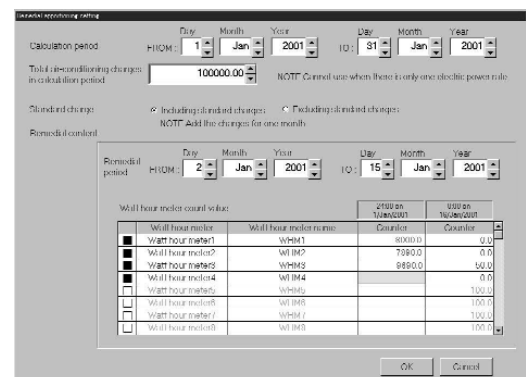 Remedial apportioning setting
Day Month Year Day Month Year
Calculation period FROM : 1 Jan 2001 TO : 31 Jan 2001
Total air-conditioning charges
in calculation period 100000.00 NOTE Cannot use when there is only one electric power rate
Standard charge Including standard charges Excluding standard charges
NOTE Add the charges for one month
Remedial content
Day Month Year Day Month Year
Remedial
period FROM : 2 Jan 2001 TO : 15 Jan 2001
Watt hour meter count value 24:00 on
1/Jan/2001 0:00 on
16/Jan/2001
Watt hour meter Watt hour meter name Counter Counter
Watt hour meter1 WHM1 8000.0 0.0
Watt hour meter2 WHM2 7890.0 0.0
Watt hour meter3 WHM3 9890.0 50.0
Watt hour meter4 WHM4 0.0
Watt hour meter5 WHM5 100.0
Watt hour meter6 WHM6 100.0
Watt hour meter7 WHM7 100.0
Watt hour meter8 WHM8 100.0
OK Cancel